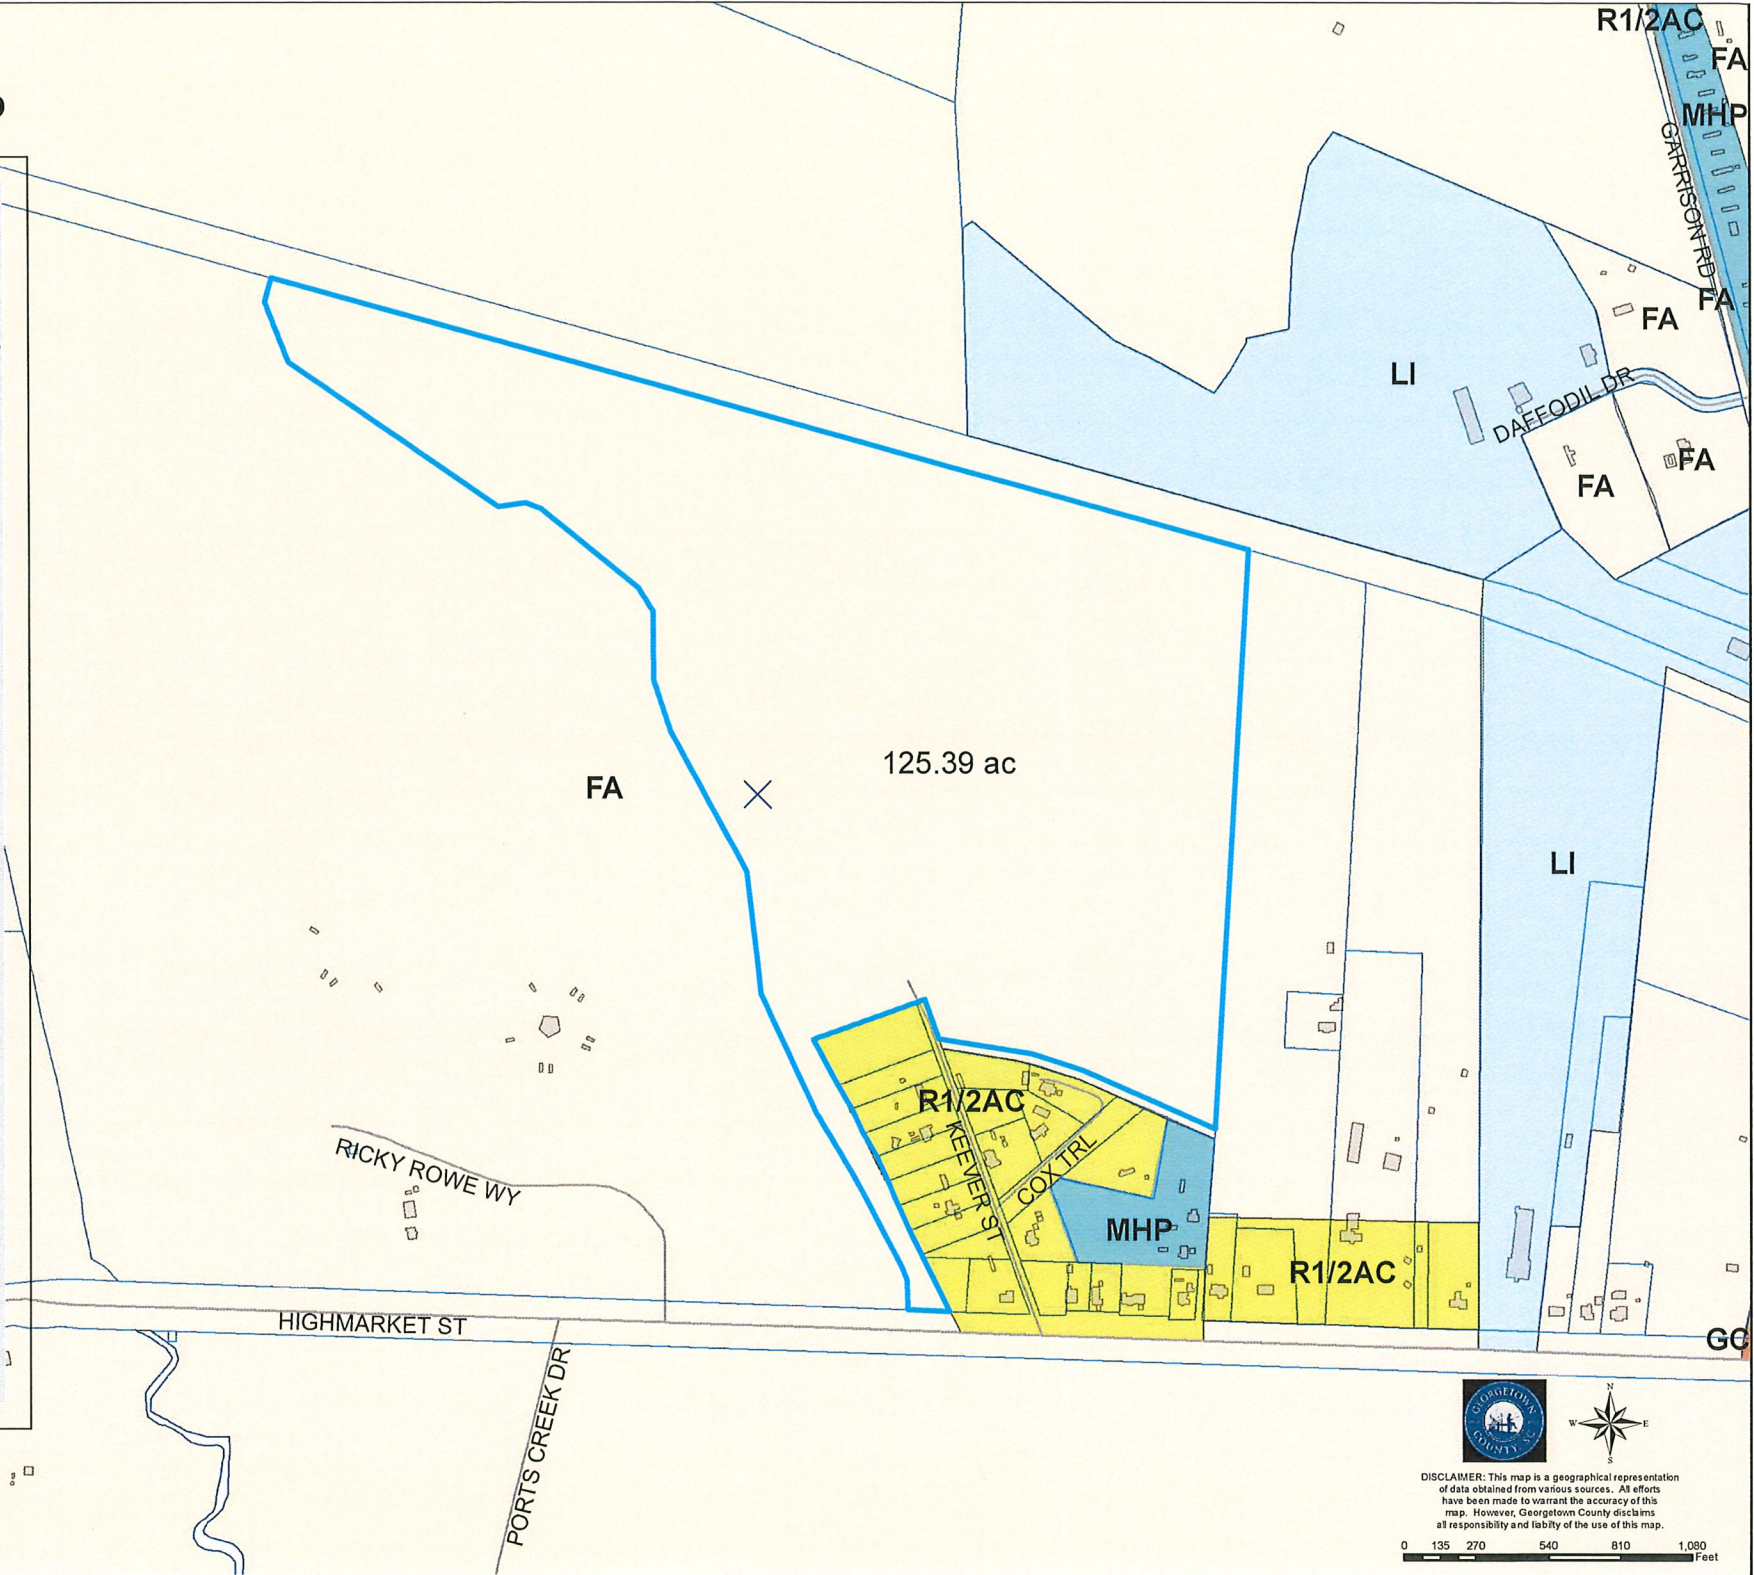 R1/2AC
FA
MHP
GARRISON RD
FA
FA
LI
DAFFODIL DR
FA
FA
125.39 ac
FA
LI
R1/2AC
KEEVER ST
COX TRL
MHP
RICKY ROWE WY
R1/2AC
HIGHMARKET ST
GC
PORTS CREEK DR
GEORGETOWN
COUNTY, SC
N
W
E
S
DISCLAIMER: This map is a geographical representation
of data obtained from various sources. All efforts
have been made to warrant the accuracy of this
map. However, Georgetown County disclaims
all responsibility and liabilty of the use of this map.
0 135 270 540 810 1,080
Feet